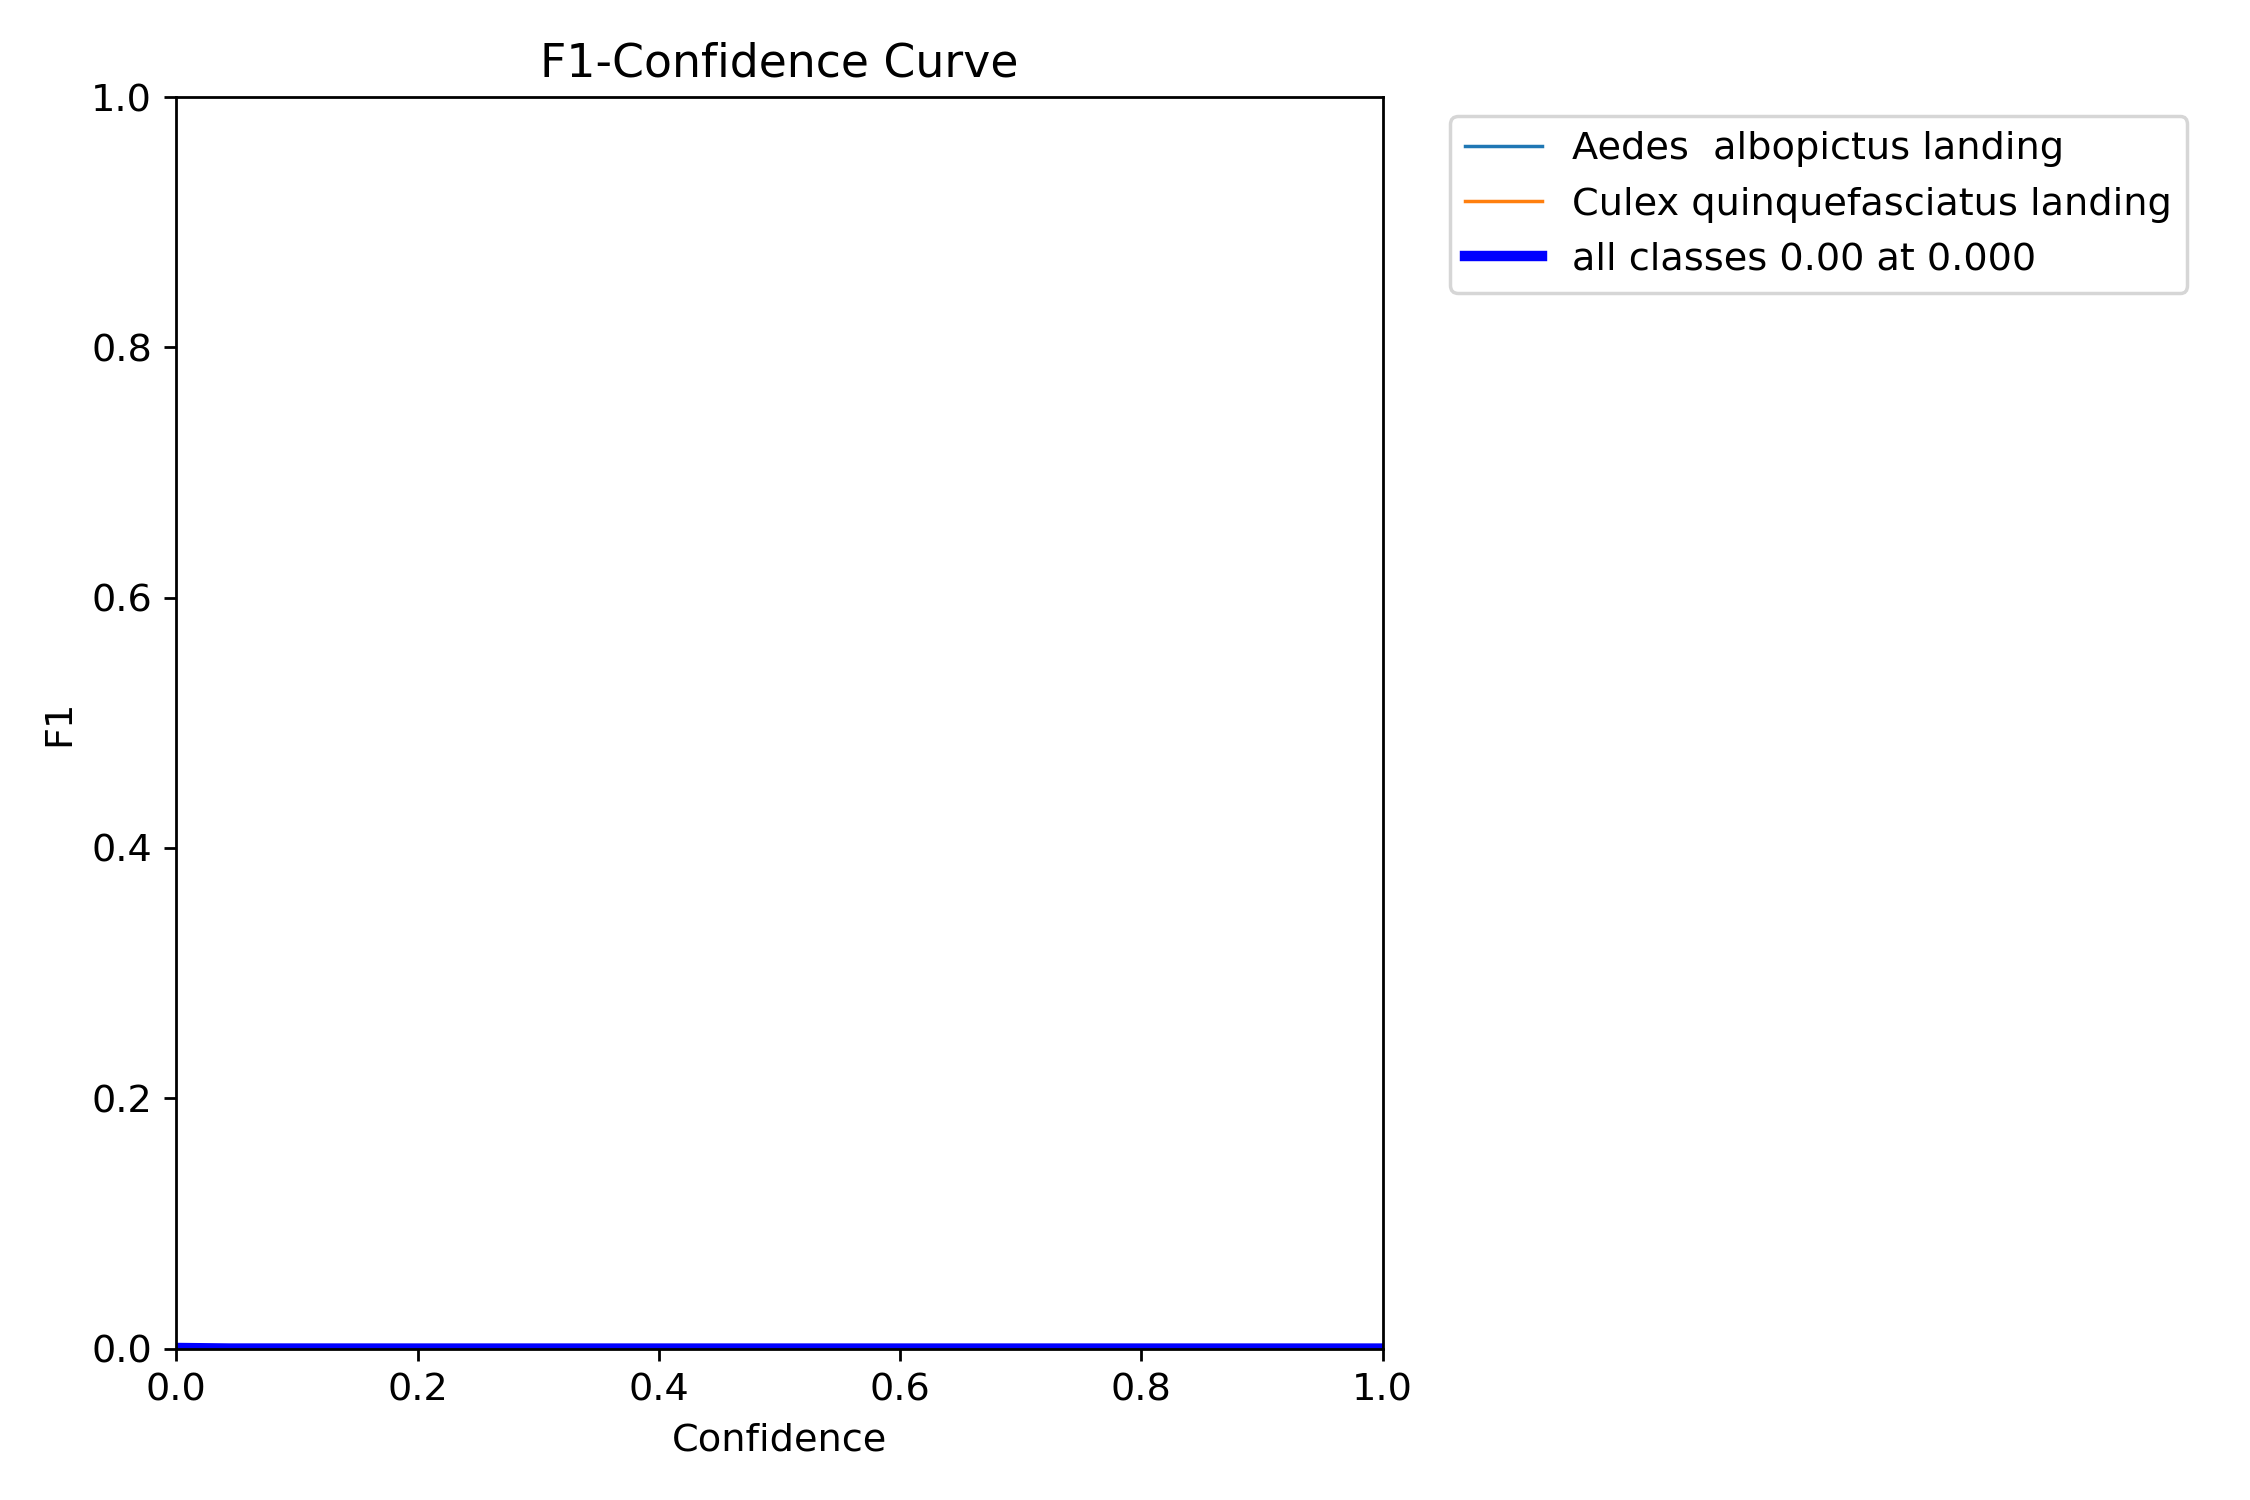 F1-Confidence Curve
1.0
0.8
0.6
0.4
0.2
0.0
F1
0.0 0.2 0.4 0.6 0.8 1.0
Confidence
Aedes  albopictus landing
Culex quinquefasciatus landing
all classes 0.00 at 0.000